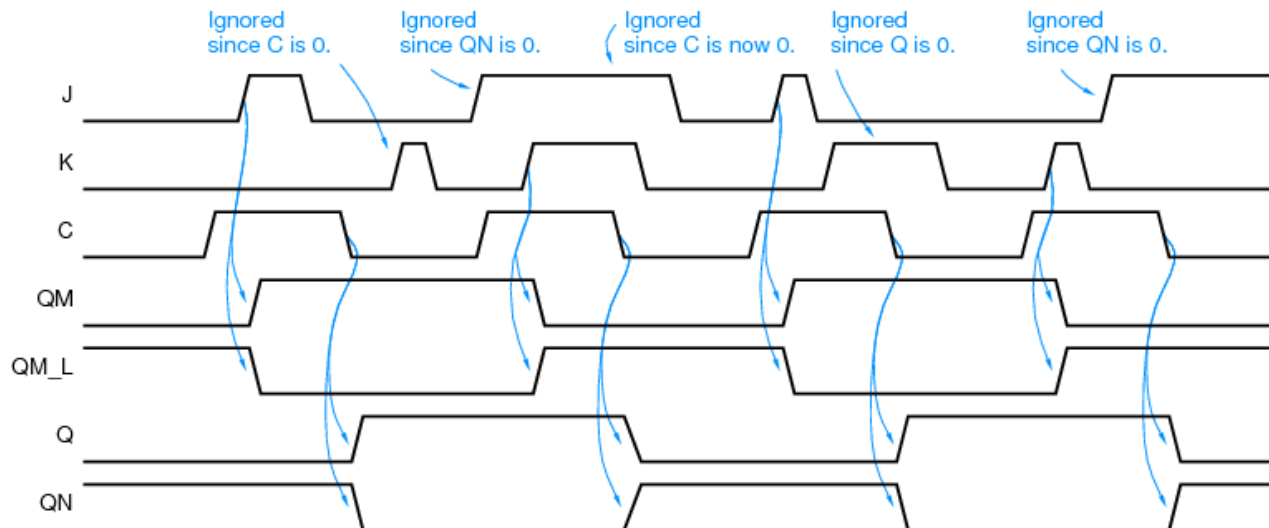 Ignored
since C is 0.
Ignored
since QN is 0.
Ignored
since C is now 0.
Ignored
since Q is 0.
Ignored
since QN is 0.
J
K
C
QM
QM_L
Q
QN